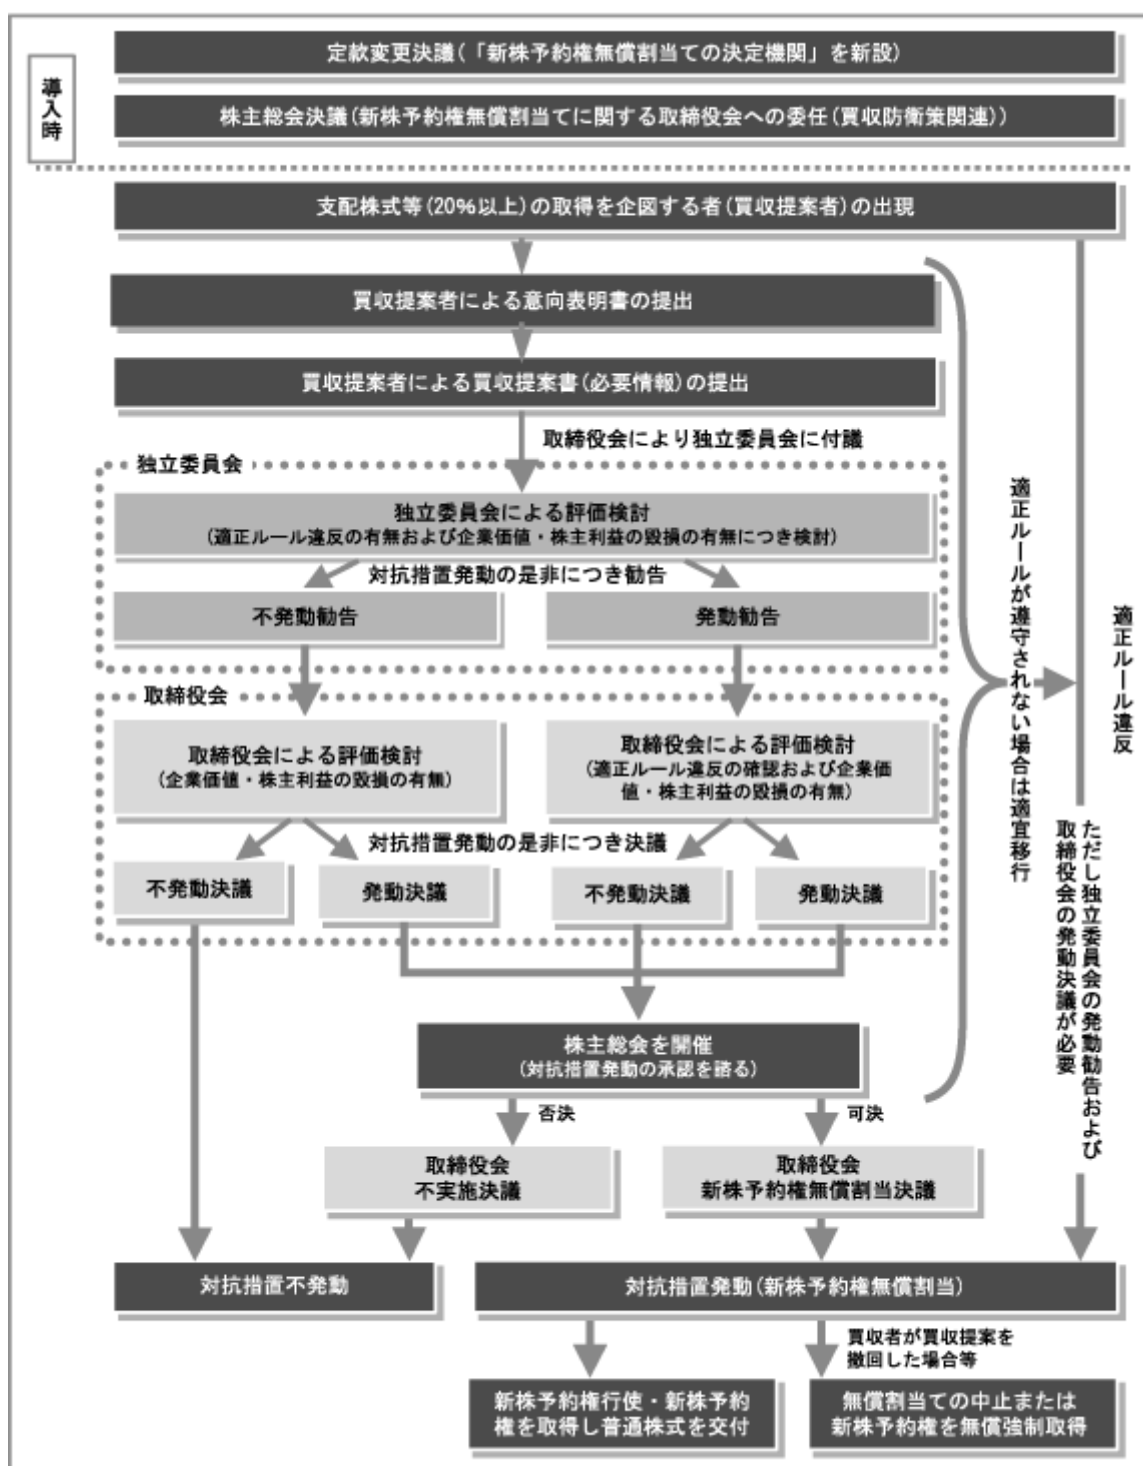 導入時
定款変更決議(「新株予約権無償割当ての決定機関」を新設)
株主総会決議(新株予約権無償割当てに関する取締役会への委任(買収防衛策関連))
支配株式等(20%以上)の取得を企図する者(買収提案者)の出現
買収提案者による意向表明書の提出
買収提案者による買収提案書(必要情報)の提出
取締役会により独立委員会に付議
独立委員会
独立委員会による評価検討
(適正ルール違反の有無および企業価値・株主利益の毀損の有無につき検討)
対抗措置発動の是非につき勧告
不発動勧告
発動勧告
取締役会
取締役会による評価検討
(企業価値・株主利益の毀損の有無)
取締役会による評価検討
(適正ルール違反の確認および企業価
値・株主利益の毀損の有無)
対抗措置発動の是非につき決議
不発動決議
発動決議
不発動決議
発動決議
株主総会を開催
(対抗措置発動の承認を諮る)
否決
可決
取締役会
不実施決議
取締役会
新株予約権無償割当決議
適正ルールが遵守されない場合は適宜移行
適正ルール違反
ただし独立委員会の発動勧告および
取締役会の発動決議が必要
対抗措置不発動
対抗措置発動(新株予約権無償割当)
買収者が買収提案を
撤回した場合等
新株予約権行使・新株予約
権を取得し普通株式を交付
無償割当ての中止または
新株予約権を無償強制取得